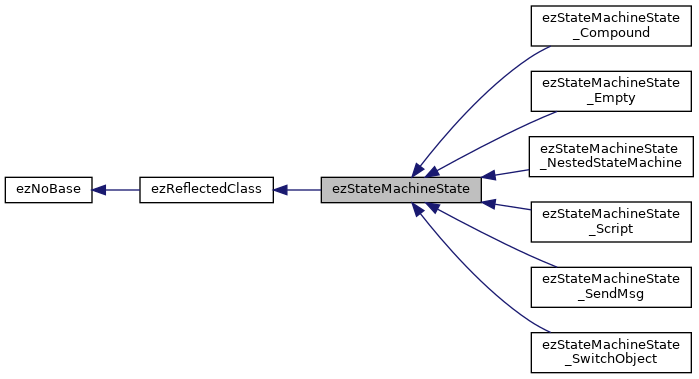 ezStateMachineState
_Compound
ezStateMachineState
_Empty
ezStateMachineState
_NestedStateMachine
ezNoBase
ezReflectedClass
ezStateMachineState
ezStateMachineState
_Script
ezStateMachineState
_SendMsg
ezStateMachineState
_SwitchObject